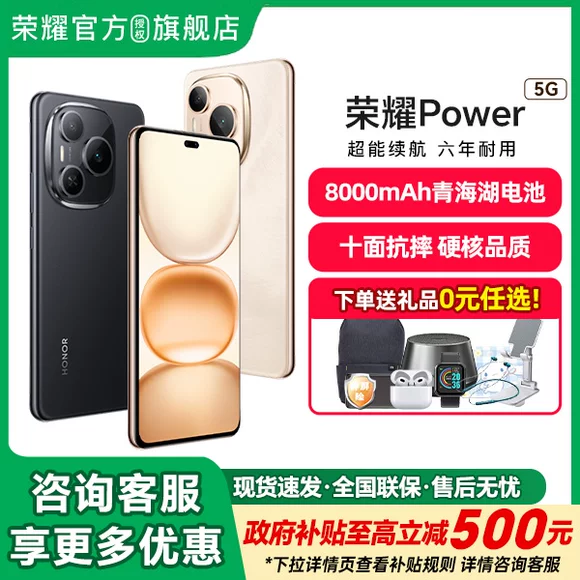 荣耀官方授权旗舰店
5G
荣耀Power
超能续航 六年耐用
8000mAh青海湖电池
十面抗摔 硬核品质
下单送礼品0元任选!
HONOR
咨询客服
享更多优惠
现货速发·全国联保·售后无忧
政府补贴至高立减500元
*下拉详情页查看补贴规则 详情咨询客服